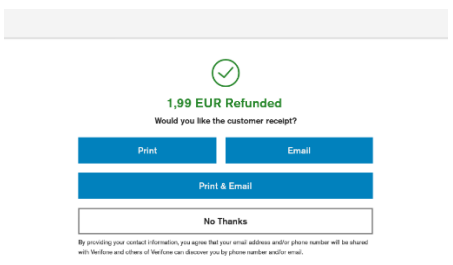 1,99 EUR Refunded
Would you like the customer receipt?
Print
Email
Print & Email
No Thanks
By providing your contact information, you agree that your email address and/or phone number will be shared
with Verifone and others of Verifone can discover you by phone number and/or email.